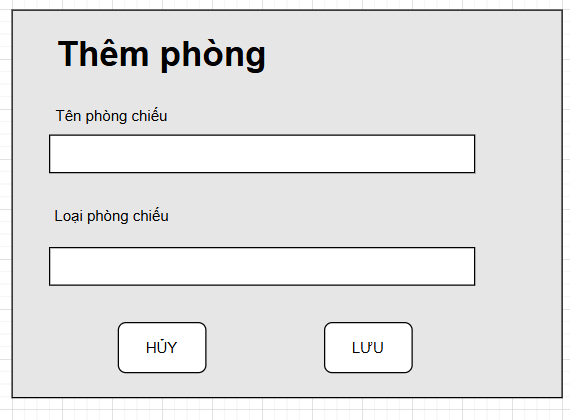 Thêm phòng
Tên phòng chiếu
Loại phòng chiếu
HỦY
LƯU